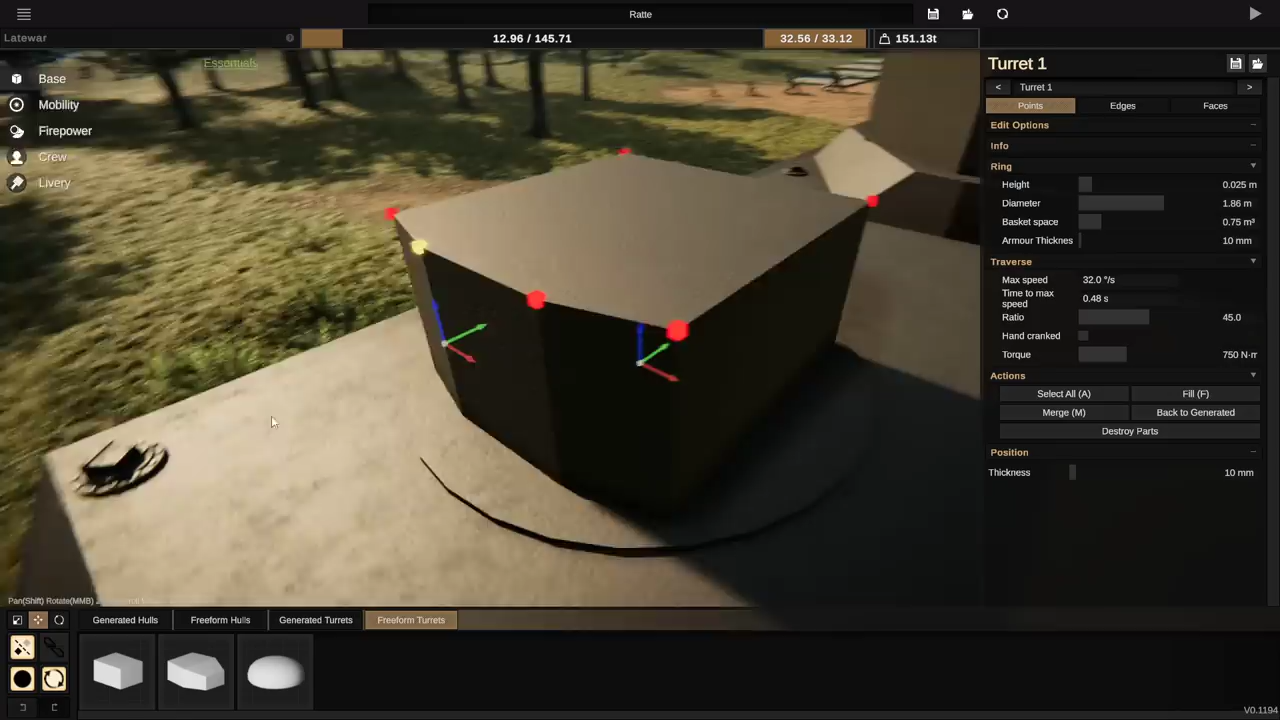 Ratte
Latewar
12.96 / 145.71
32.56 / 33.12
151.13t
Essentials
Base
Mobility
Firepower
Crew
Livery
Turret 1
< Turret 1 >
Points Edges Faces
Edit Options
Info
Ring
Height 0.025 m
Diameter 1.86 m
Basket space 0.75 m³
Armour Thicknes 10 mm
Traverse
Max speed 32.0 °/s
Time to max
speed 0.48 s
Ratio 45.0
Hand cranked
Torque 750 N·m
Actions
Select All (A) Fill (F)
Merge (M) Back to Generated
Destroy Parts
Position
Thickness 10 mm
Pan(Shift) Rotate(MMB)
Generated Hulls Freeform Hulls Generated Turrets Freeform Turrets
V0.1194